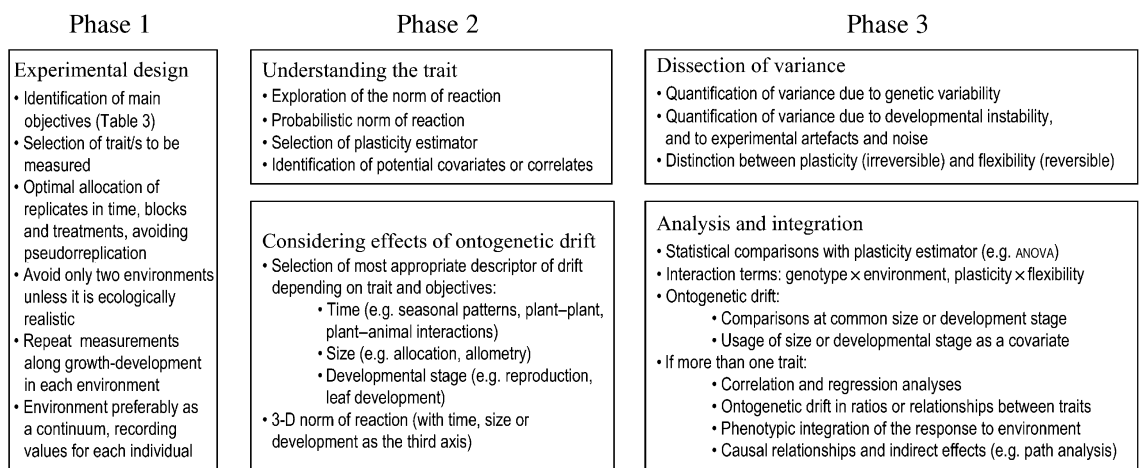 Phase 1
Experimental design
• Identification of main
objectives (Table 3)
• Selection of trait/s to be
measured
• Optimal allocation of
replicates in time, blocks
and treatments, avoiding
pseudorreplication
• Avoid only two environments
unless it is ecologically
realistic
• Repeat measurements
along growth-development
in each environment
• Environment preferably as
a continuum, recording
values for each individual
Phase 2
Understanding the trait
• Exploration of the norm of reaction
• Probabilistic norm of reaction
• Selection of plasticity estimator
• Identification of potential covariates or correlates
Considering effects of ontogenetic drift
• Selection of most appropriate descriptor of drift
depending on trait and objectives:
• Time (e.g. seasonal patterns, plant–plant,
plant–animal interactions)
• Size (e.g. allocation, allometry)
• Developmental stage (e.g. reproduction,
leaf development)
• 3-D norm of reaction (with time, size or
development as the third axis)
Phase 3
Dissection of variance
• Quantification of variance due to genetic variability
• Quantification of variance due to developmental instability,
and to experimental artefacts and noise
• Distinction between plasticity (irreversible) and flexibility (reversible)
Analysis and integration
• Statistical comparisons with plasticity estimator (e.g. ANOVA)
• Interaction terms: genotype × environment, plasticity × flexibility
• Ontogenetic drift:
• Comparisons at common size or development stage
• Usage of size or developmental stage as a covariate
• If more than one trait:
• Correlation and regression analyses
• Ontogenetic drift in ratios or relationships between traits
• Phenotypic integration of the response to environment
• Causal relationships and indirect effects (e.g. path analysis)